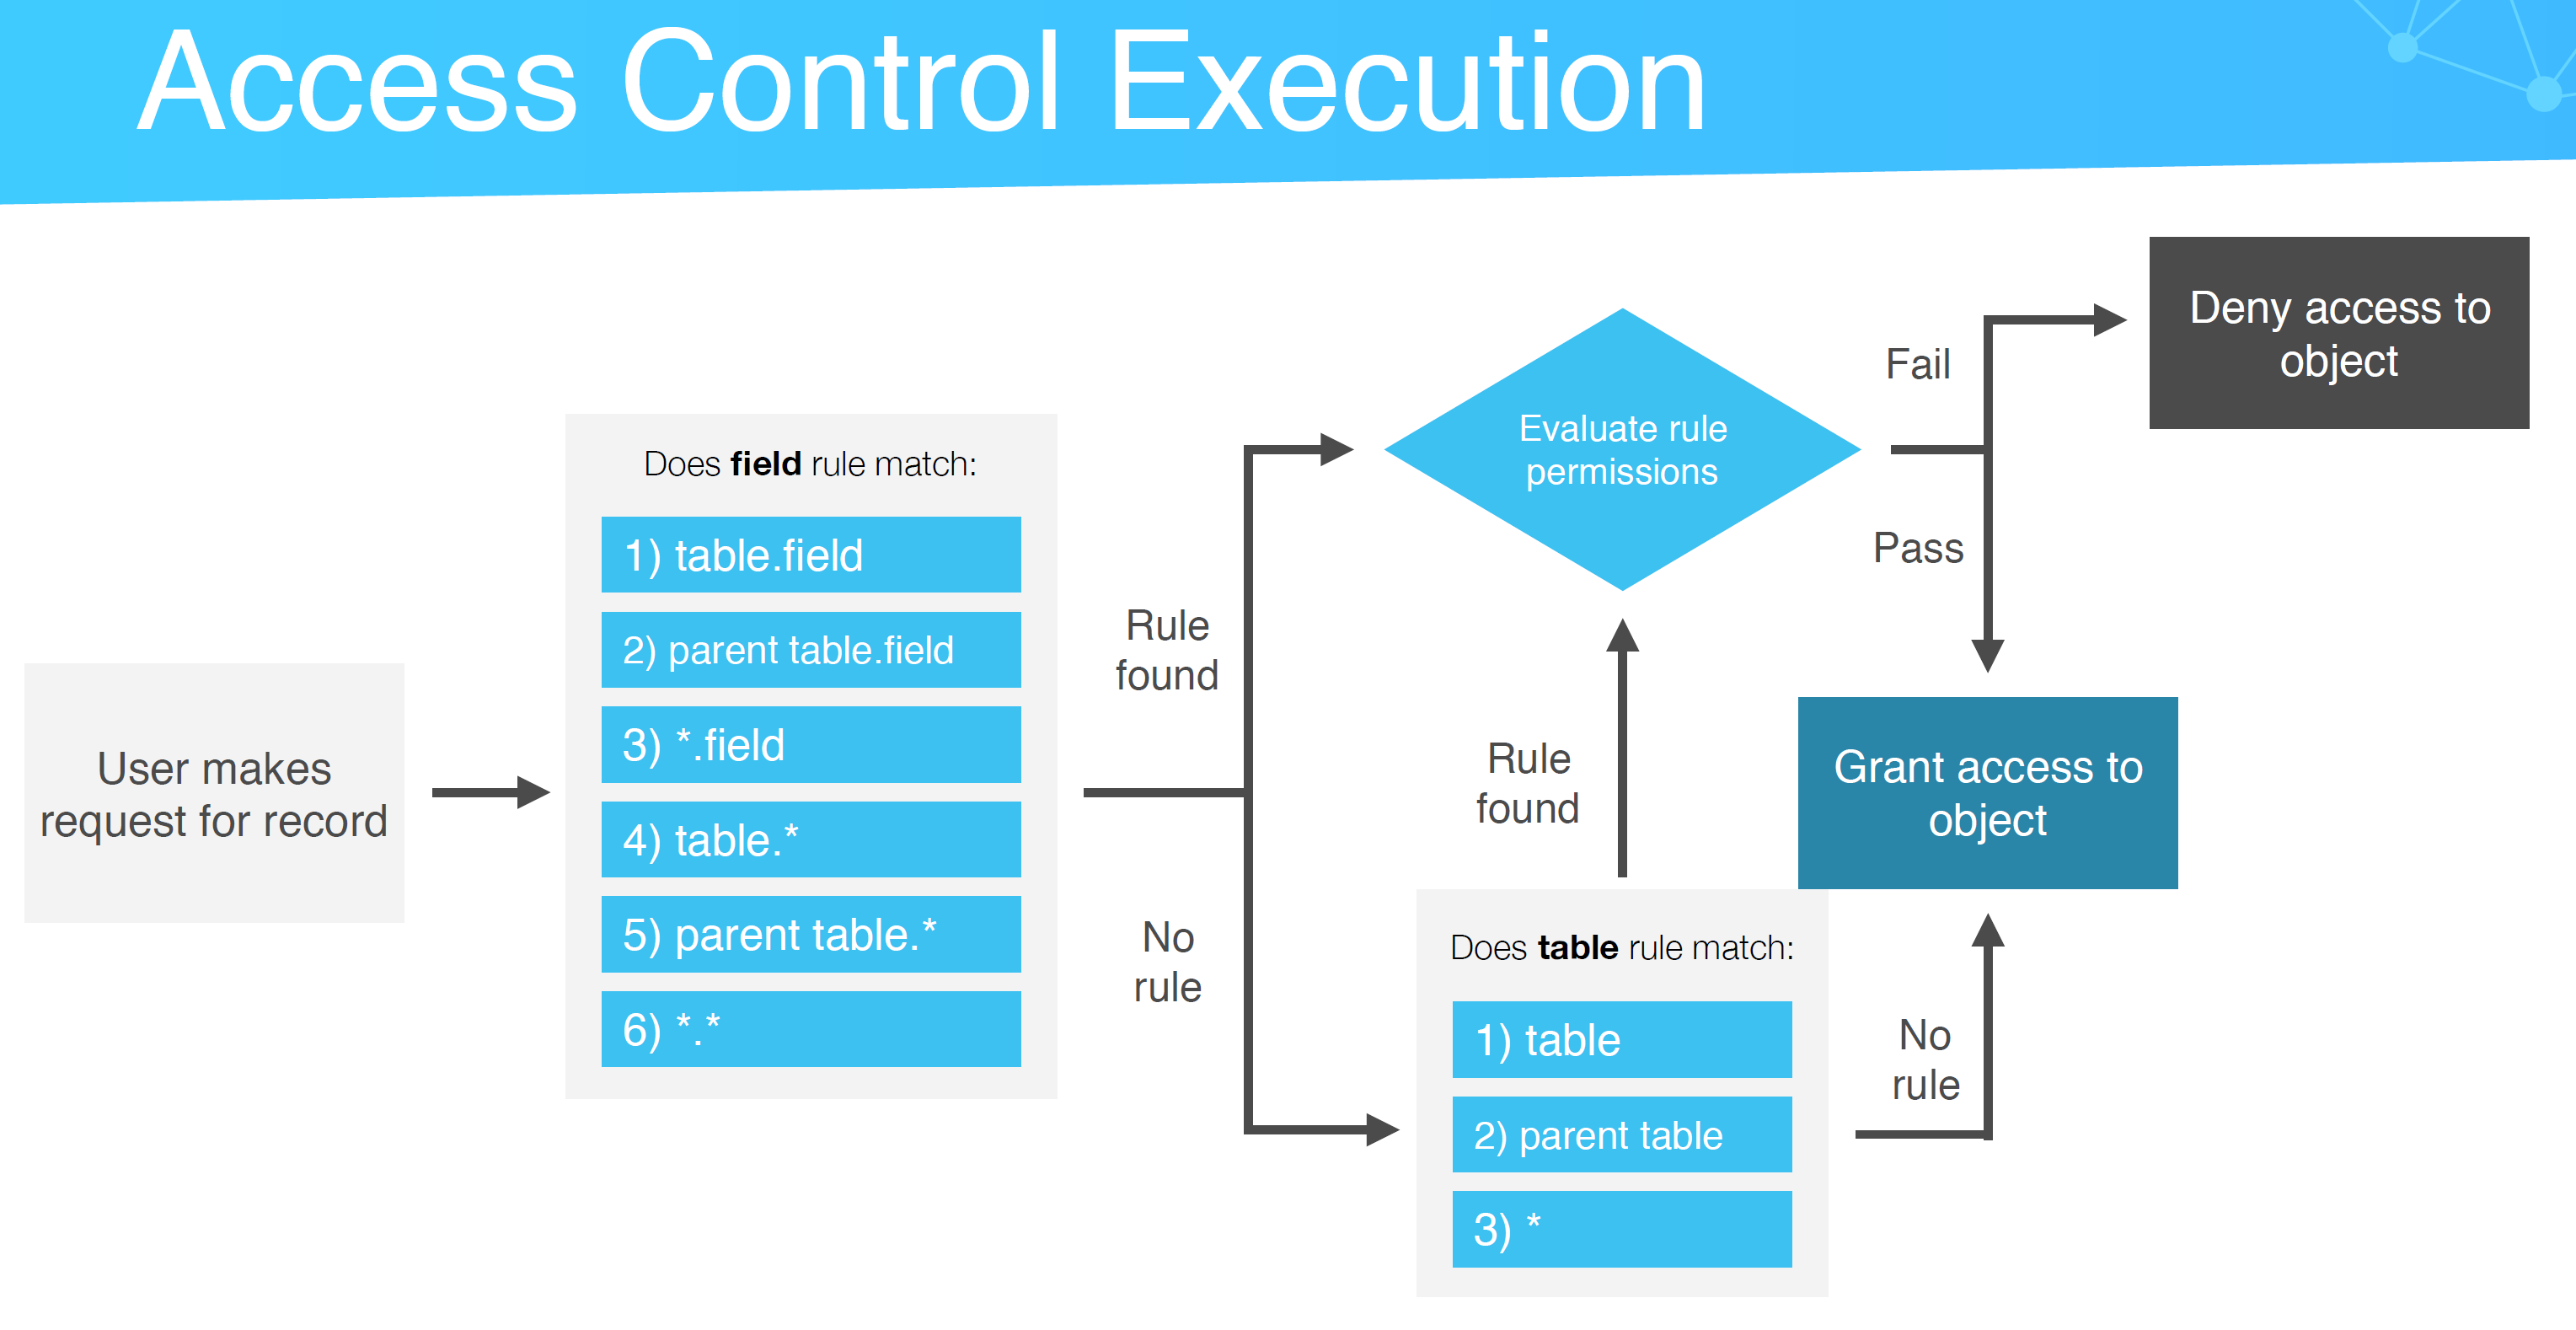 Access Control Execution
User makes
request for record
Does field rule match:
1) table.field
2) parent table.field
3) *.field
4) table.*
5) parent table.*
6) *.*
Rule
found
No
rule
Evaluate rule
permissions
Fail
Pass
Deny access to
object
Rule
found
Grant access to
object
Does table rule match:
1) table
2) parent table
3) *
No
rule